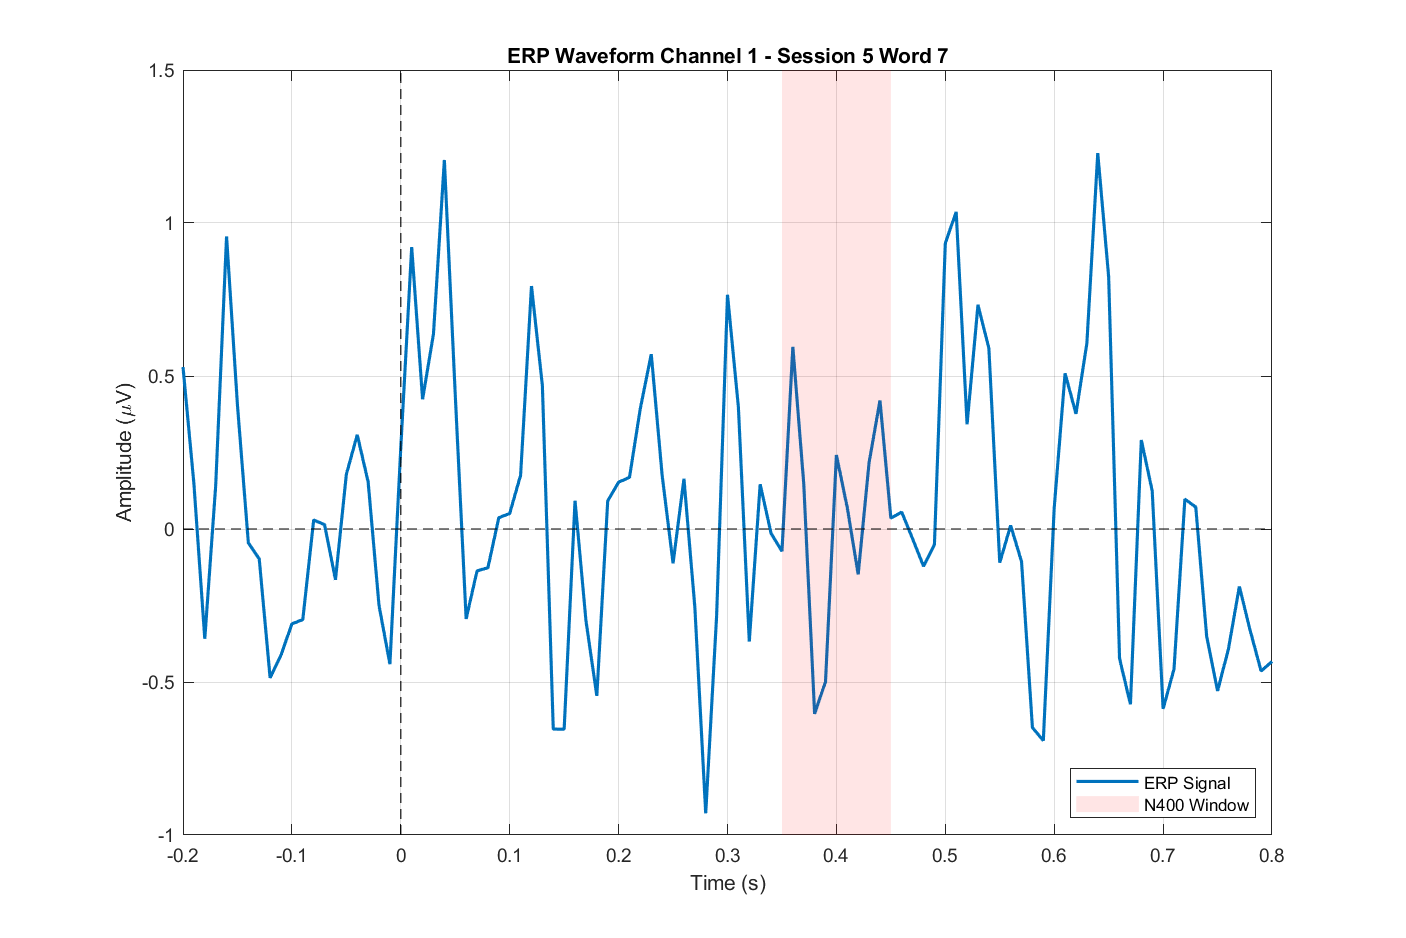 ERP Waveform Channel 1 - Session 5 Word 7
1.5
1
0.5
0
-0.5
-1
Amplitude (μV)
-0.2 -0.1 0 0.1 0.2 0.3 0.4 0.5 0.6 0.7 0.8
Time (s)
ERP Signal
N400 Window